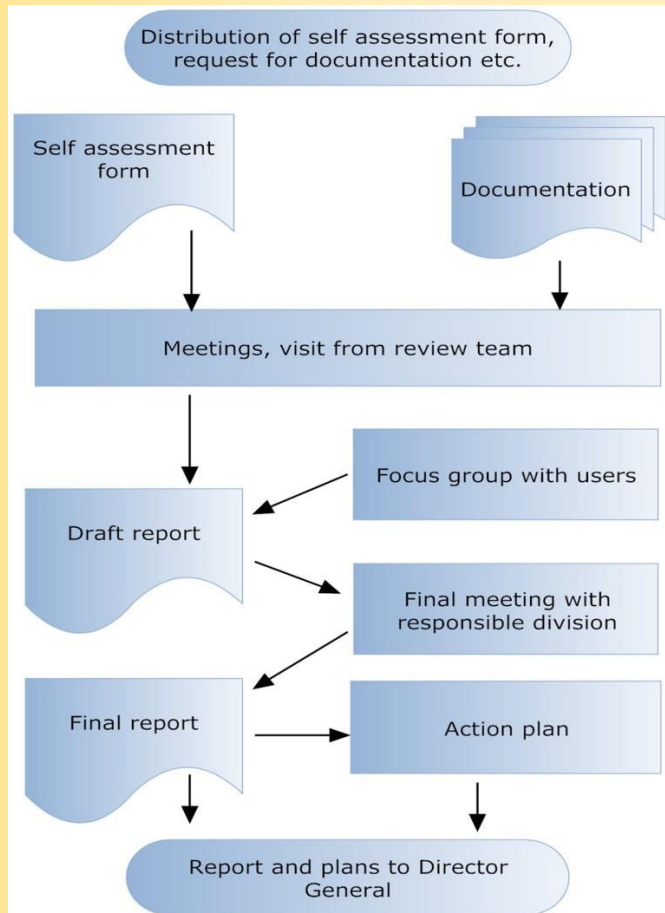 Distribution of self assessment form,
request for documentation etc.
Self assessment
form
Documentation
Meetings, visit from review team
Focus group with users
Draft report
Final meeting with
responsible division
Final report
Action plan
Report and plans to Director
General